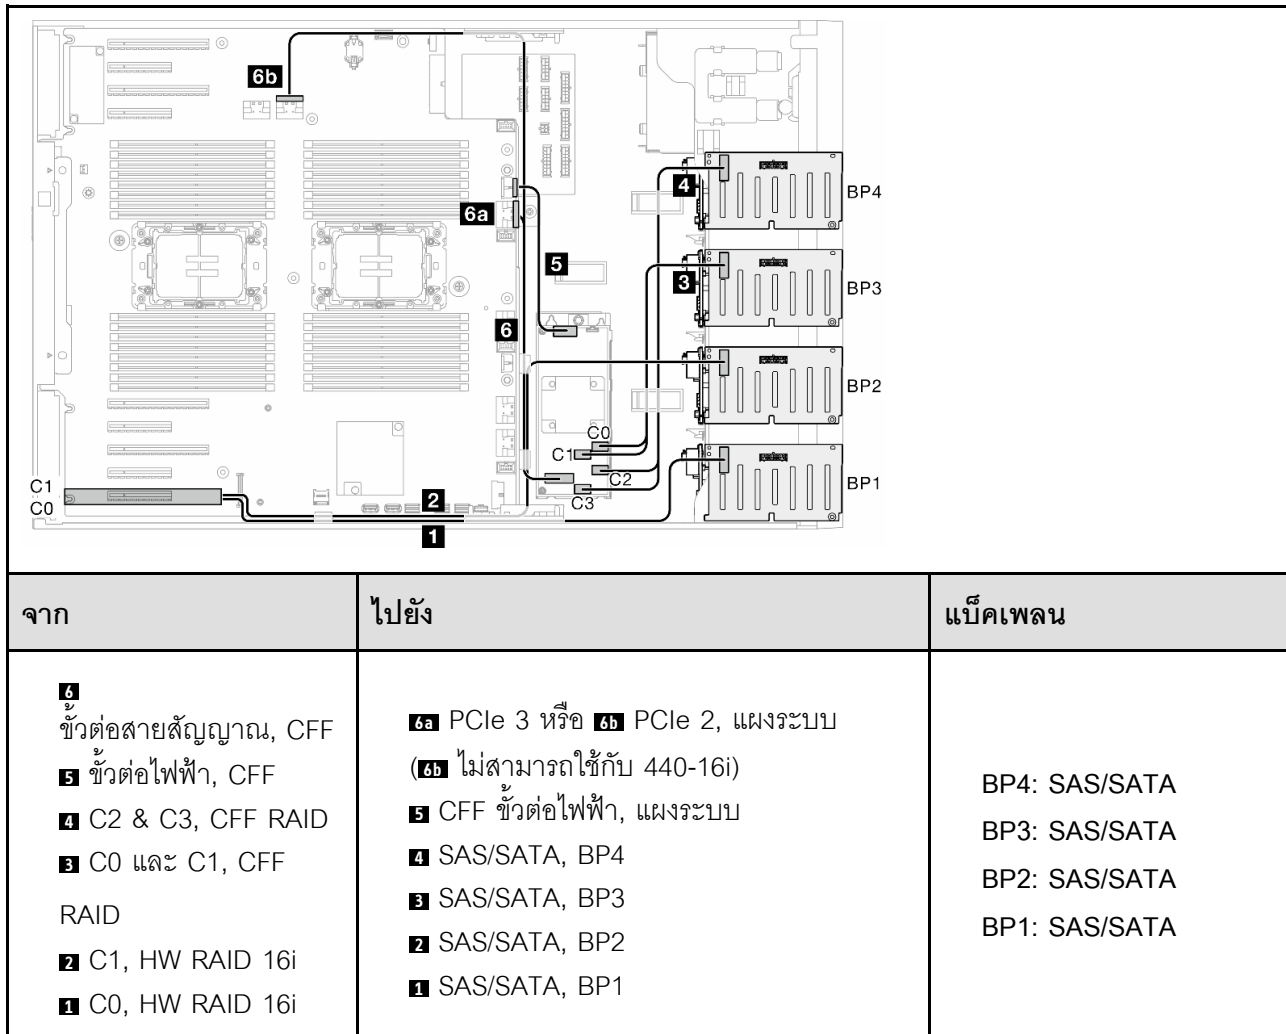 6b
4
BP4
6a
5
3
BP3
6
BP2
C0
C1
C2
C3
BP1
C1
C0
2
1
จาก
ไปยัง
แบ็คเพลน
6
ขั้วต่อสายสัญญาณ, CFF
5 ขั้วต่อไฟฟ้า, CFF
4 C2 & C3, CFF RAID
3 C0 และ C1, CFF
RAID
2 C1, HW RAID 16i
1 C0, HW RAID 16i
6a PCIe 3 หรือ 6b PCIe 2, แผงระบบ
(6b ไม่สามารถใช้กับ 440-16i)
5 CFF ขั้วต่อไฟฟ้า, แผงระบบ
4 SAS/SATA, BP4
3 SAS/SATA, BP3
2 SAS/SATA, BP2
1 SAS/SATA, BP1
BP4: SAS/SATA
BP3: SAS/SATA
BP2: SAS/SATA
BP1: SAS/SATA